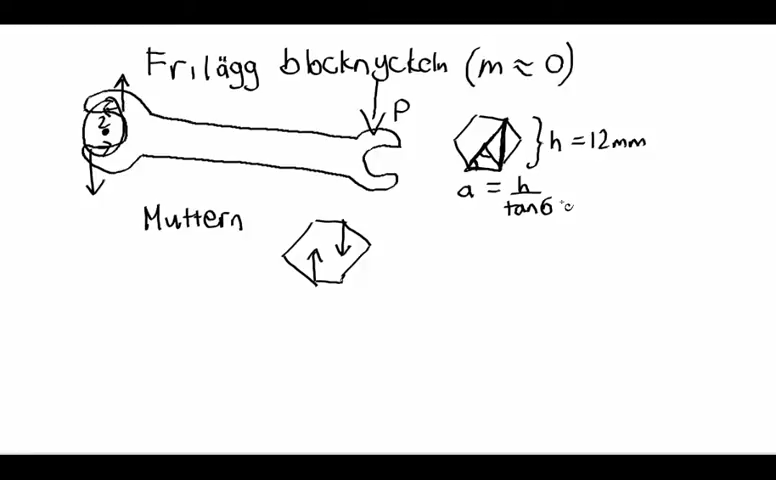 Frilägg blocknyckeln (m ≈ 0)
P
h = 12mm
a = h
tan6
Muttern